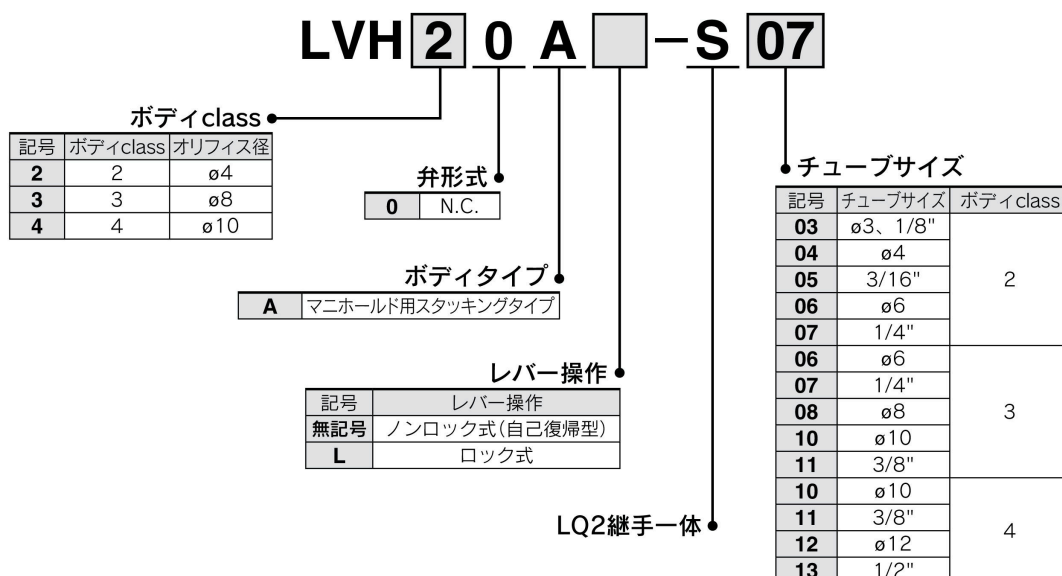 LVH 2 0 A □ -S 07
ボディclass
記号 ボディclass オリフィス径
2 2 ø4
3 3 ø8
4 4 ø10
弁形式
0 N.C.
ボディタイプ
A マニホールド用スタッキングタイプ
レバー操作
記号 レバー操作
無記号 ノンロック式(自己復帰型)
L ロック式
LQ2継手一体
チューブサイズ
記号 チューブサイズ ボディclass
03 ø3、1/8" 2
04 ø4
05 3/16"
06 ø6
07 1/4"
06 ø6 3
07 1/4"
08 ø8
10 ø10
11 3/8"
10 ø10 4
11 3/8"
12 ø12
13 1/2"